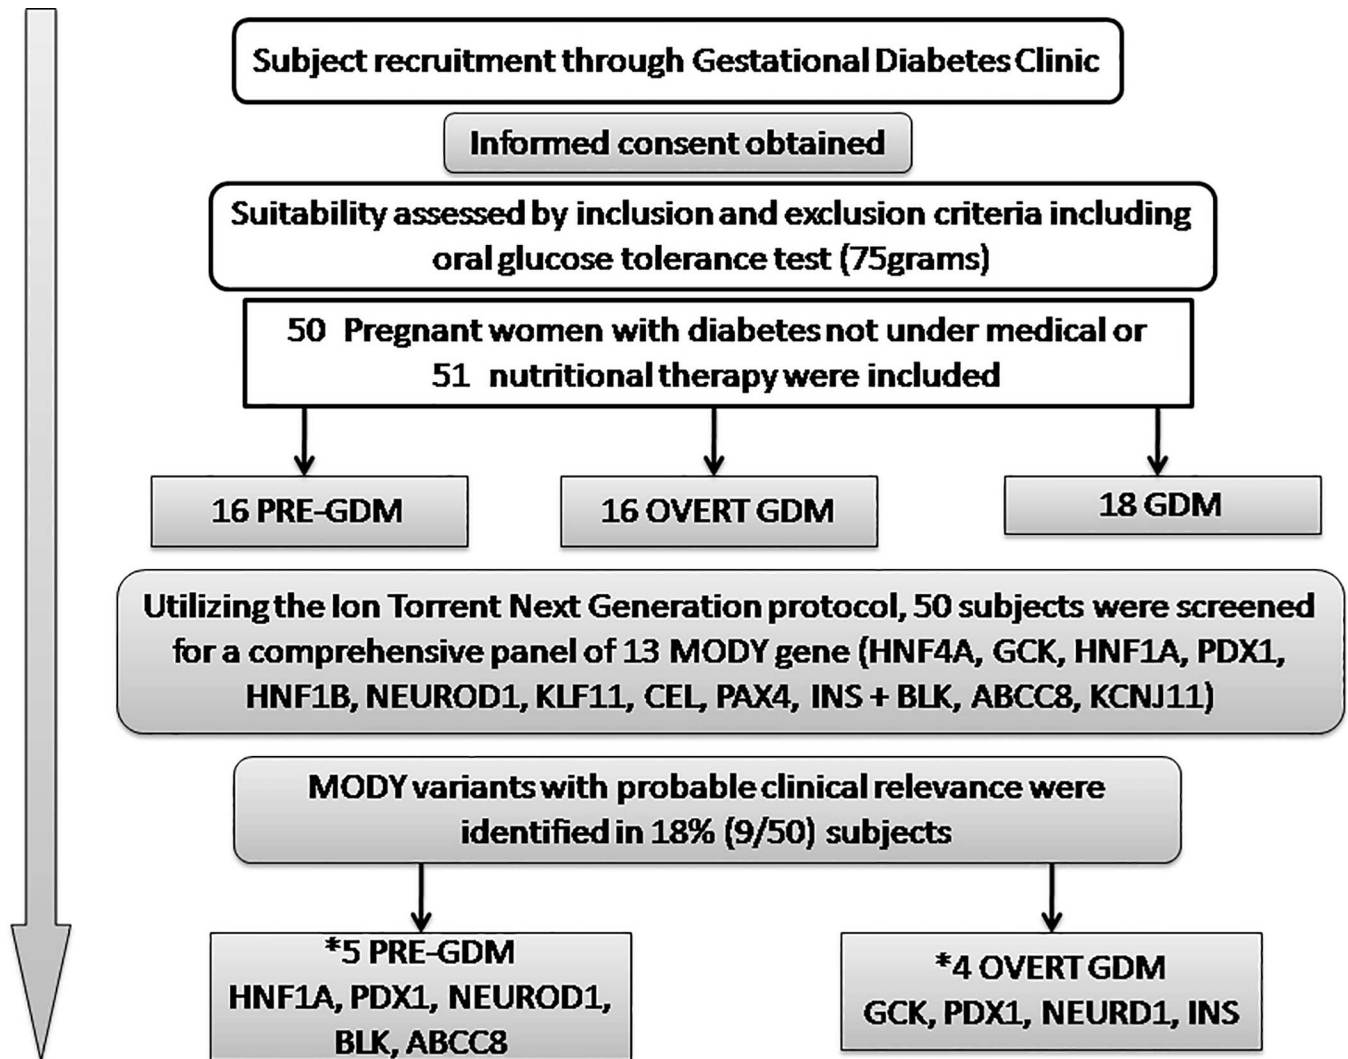 Subject recruitment through Gestational Diabetes Clinic
Informed consent obtained
Suitability assessed by inclusion and exclusion criteria including
oral glucose tolerance test (75grams)
50 Pregnant women with diabetes not under medical or
51 nutritional therapy were included
16 PRE-GDM
16 OVERT GDM
18 GDM
Utilizing the Ion Torrent Next Generation protocol, 50 subjects were screened
for a comprehensive panel of 13 MODY gene (HNF4A, GCK, HNF1A, PDX1,
HNF1B, NEUROD1, KLF11, CEL, PAX4, INS + BLK, ABCC8, KCNJ11)
MODY variants with probable clinical relevance were
identified in 18% (9/50) subjects
*5 PRE-GDM
HNF1A, PDX1, NEUROD1,
BLK, ABCC8
*4 OVERT GDM
GCK, PDX1, NEURD1, INS